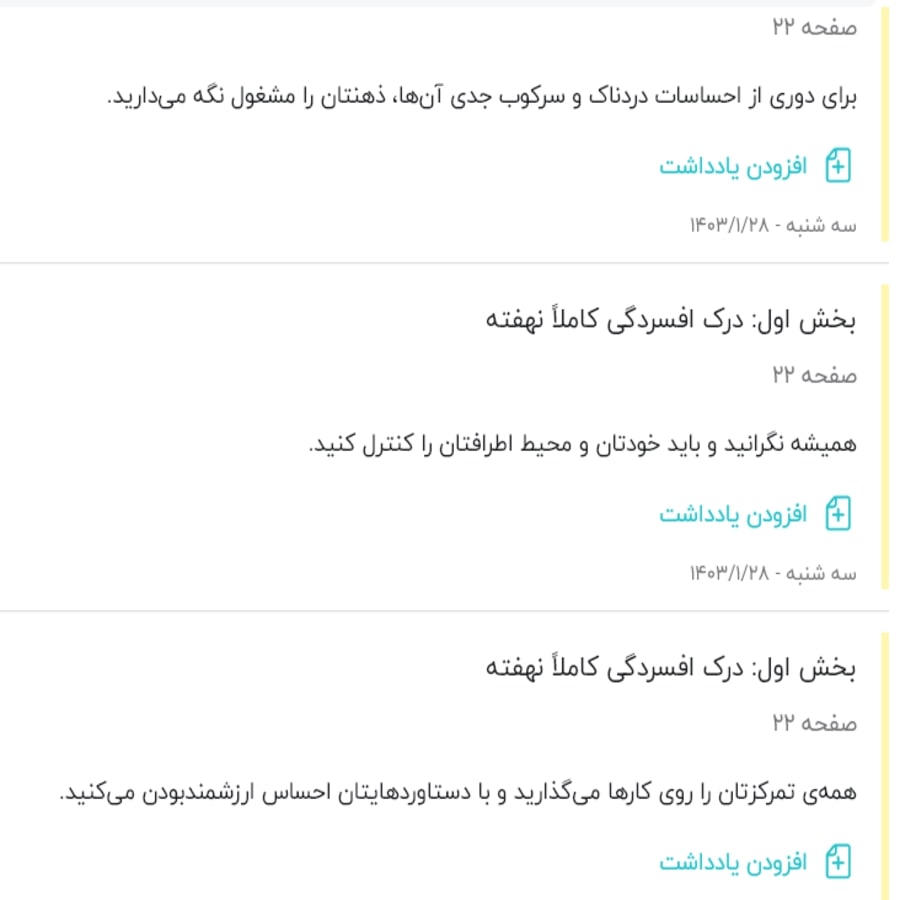 صفحه ۲۲
برای دوری از احساسات دردناک و سرکوب جدی آن‌ها، ذهنتان را مشغول نگه می‌دارید.
افزودن یادداشت
سه شنبه - ۱۴۰۳/۱/۲۸
بخش اول: درک افسردگی کاملاً نهفته
صفحه ۲۲
همیشه نگرانید و باید خودتان و محیط اطرافتان را کنترل کنید.
افزودن یادداشت
سه شنبه - ۱۴۰۳/۱/۲۸
بخش اول: درک افسردگی کاملاً نهفته
صفحه ۲۲
همه‌ی تمرکزتان را روی کارها می‌گذارید و با دستاوردهایتان احساس ارزشمندبودن می‌کنید.
افزودن یادداشت